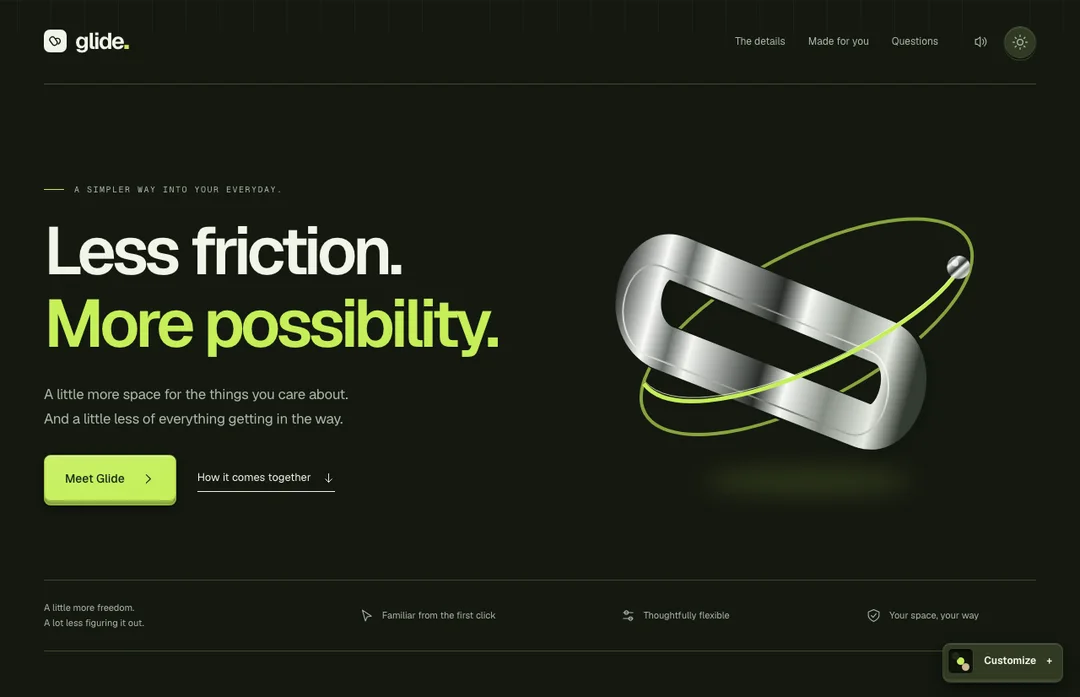 glide.
The details
Made for you
Questions
A SIMPLER WAY INTO YOUR EVERYDAY.
Less friction.
More possibility.
A little more space for the things you care about.
And a little less of everything getting in the way.
Meet Glide
How it comes together
A little more freedom.
A lot less figuring it out.
Familiar from the first click
Thoughtfully flexible
Your space, your way
Customize +